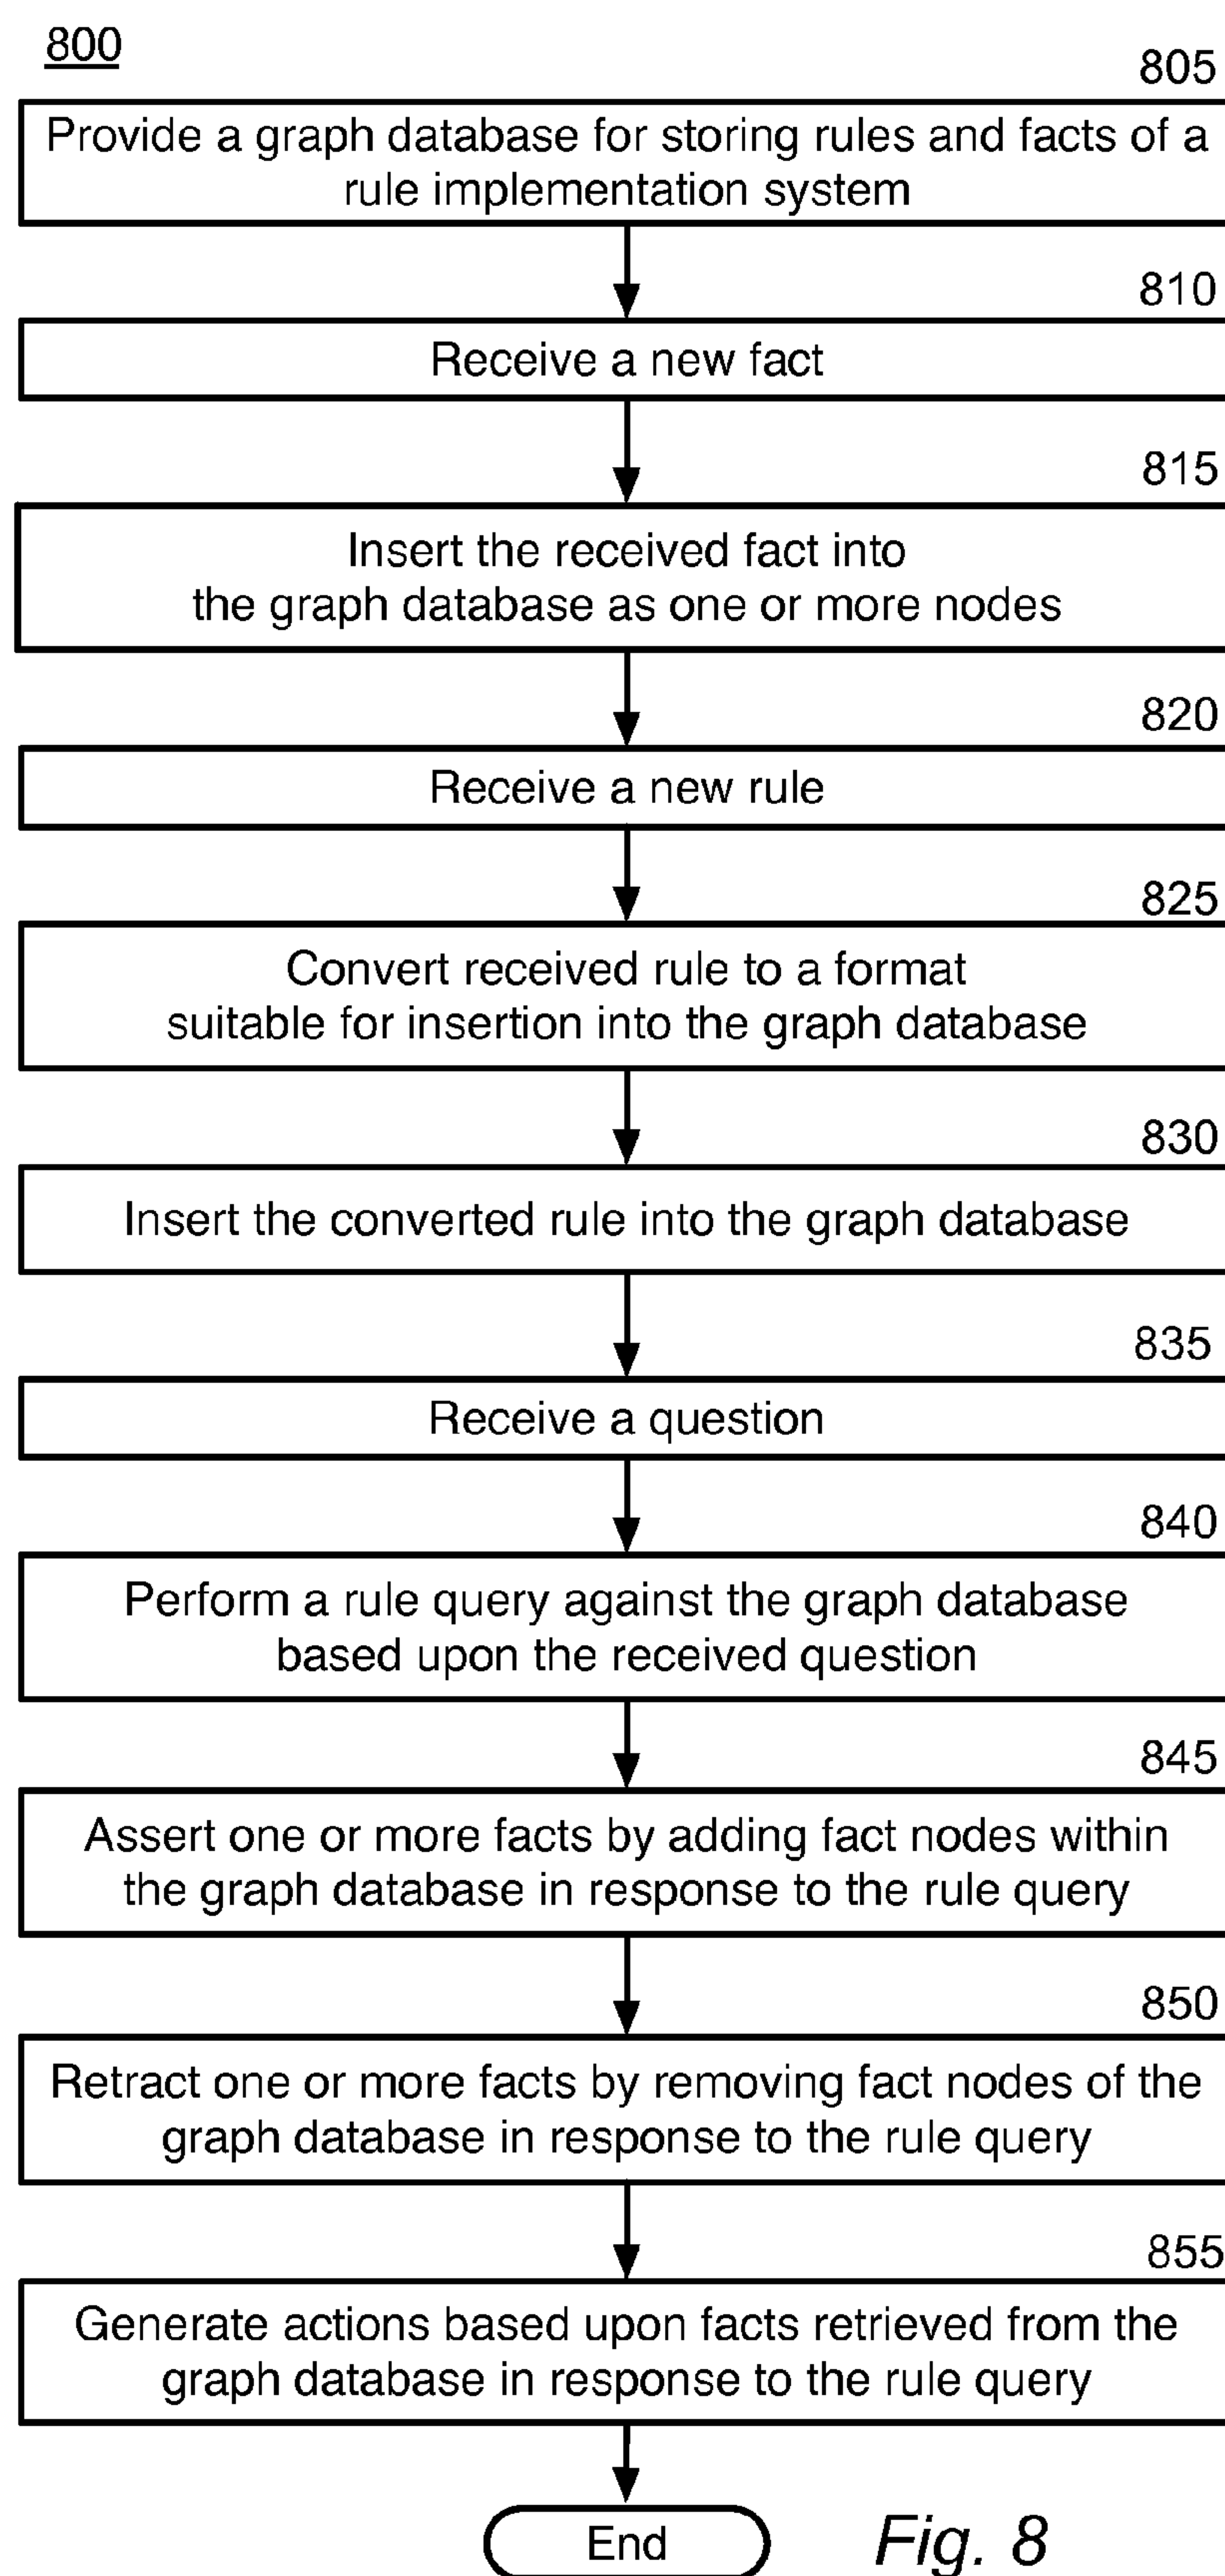 800
805
Provide a graph database for storing rules and facts of a
rule implementation system
810
Receive a new fact
815
Insert the received fact into
the graph database as one or more nodes
820
Receive a new rule
825
Convert received rule to a format
suitable for insertion into the graph database
830
Insert the converted rule into the graph database
835
Receive a question
840
Perform a rule query against the graph database
based upon the received question
845
Assert one or more facts by adding fact nodes within
the graph database in response to the rule query
850
Retract one or more facts by removing fact nodes of the
graph database in response to the rule query
855
Generate actions based upon facts retrieved from the
graph database in response to the rule query
End
Fig. 8